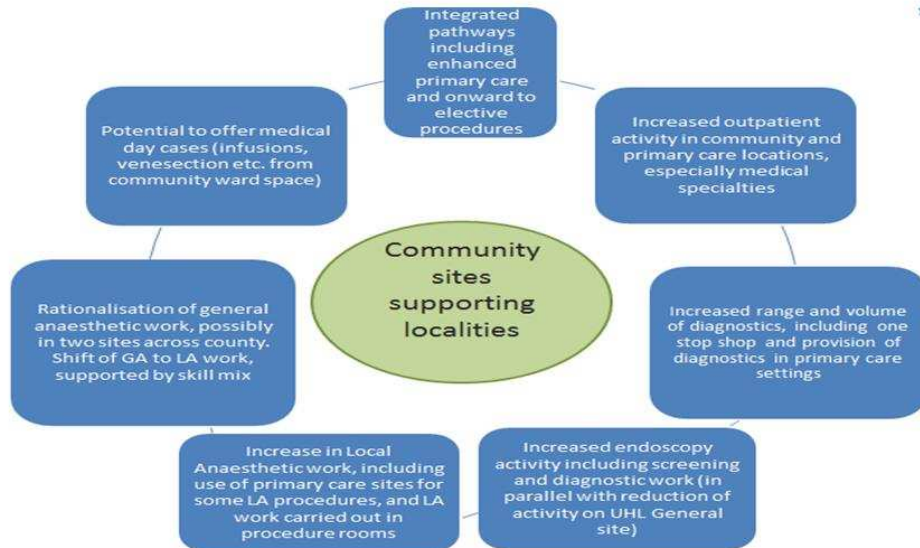 Integrated
pathways
including
enhanced
primary care
and onward to
elective
procedures
Increased outpatient
activity in community and
primary care locations,
especially medical
specialties
Increased range and volume
of diagnostics, including one
stop shop and provision of
diagnostics in primary care
settings
Increased endoscopy
activity including screening
and diagnostic work (in
parallel with reduction of
activity on UHL General
site)
Increase in Local
Anaesthetic work, including
use of primary care sites for
some LA procedures, and LA
work carried out in
procedure rooms
Rationalisation of general
anaesthetic work, possibly
in two sites across county.
Shift of GA to LA work,
supported by skill mix
Potential to offer medical
day cases (infusions,
venesection etc. from
community ward space)
Community
sites
supporting
localities